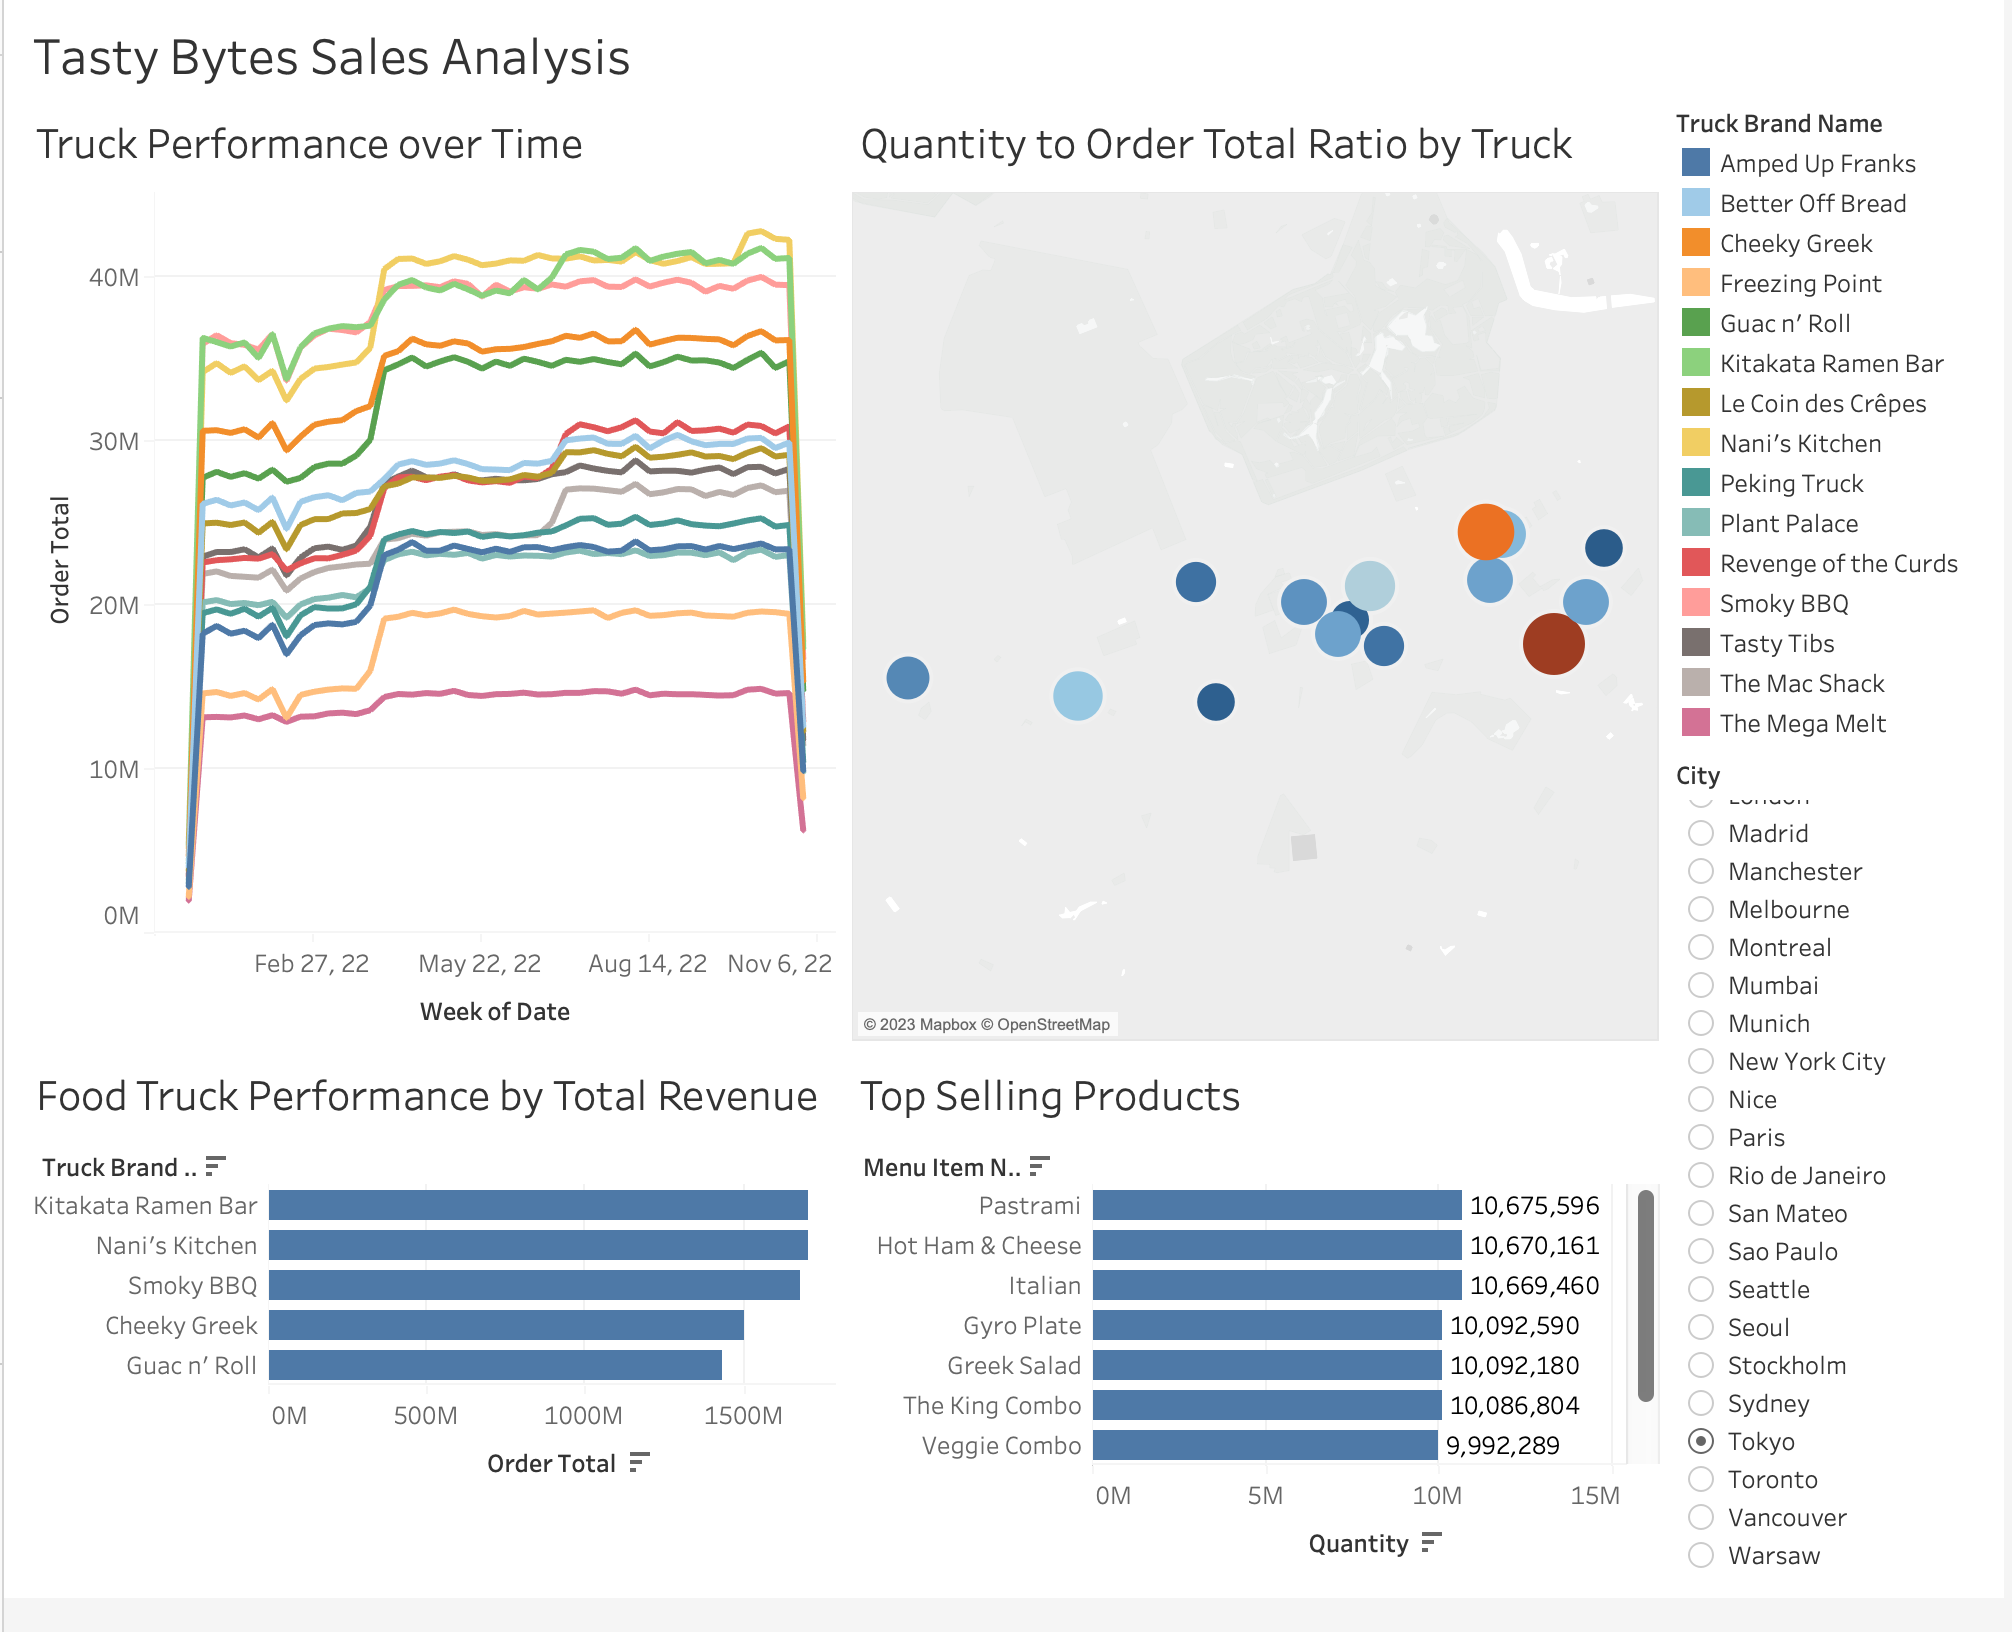 Tasty Bytes Sales Analysis
Truck Performance over Time
Order Total
40M
30M
20M
10M
0M
Feb 27, 22
May 22, 22
Aug 14, 22
Nov 6, 22
Week of Date
Quantity to Order Total Ratio by Truck
© 2023 Mapbox © OpenStreetMap
Truck Brand Name
Amped Up Franks
Better Off Bread
Cheeky Greek
Freezing Point
Guac n' Roll
Kitakata Ramen Bar
Le Coin des Crêpes
Nani's Kitchen
Peking Truck
Plant Palace
Revenge of the Curds
Smoky BBQ
Tasty Tibs
The Mac Shack
The Mega Melt
City
London
Madrid
Manchester
Melbourne
Montreal
Mumbai
Munich
New York City
Nice
Paris
Rio de Janeiro
San Mateo
Sao Paulo
Seattle
Seoul
Stockholm
Sydney
Tokyo
Toronto
Vancouver
Warsaw
Food Truck Performance by Total Revenue
Truck Brand ..
Kitakata Ramen Bar
Nani's Kitchen
Smoky BBQ
Cheeky Greek
Guac n' Roll
0M
500M
1000M
1500M
Order Total
Top Selling Products
Menu Item N..
Pastrami 10,675,596
Hot Ham & Cheese 10,670,161
Italian 10,669,460
Gyro Plate 10,092,590
Greek Salad 10,092,180
The King Combo 10,086,804
Veggie Combo 9,992,289
0M
5M
10M
15M
Quantity